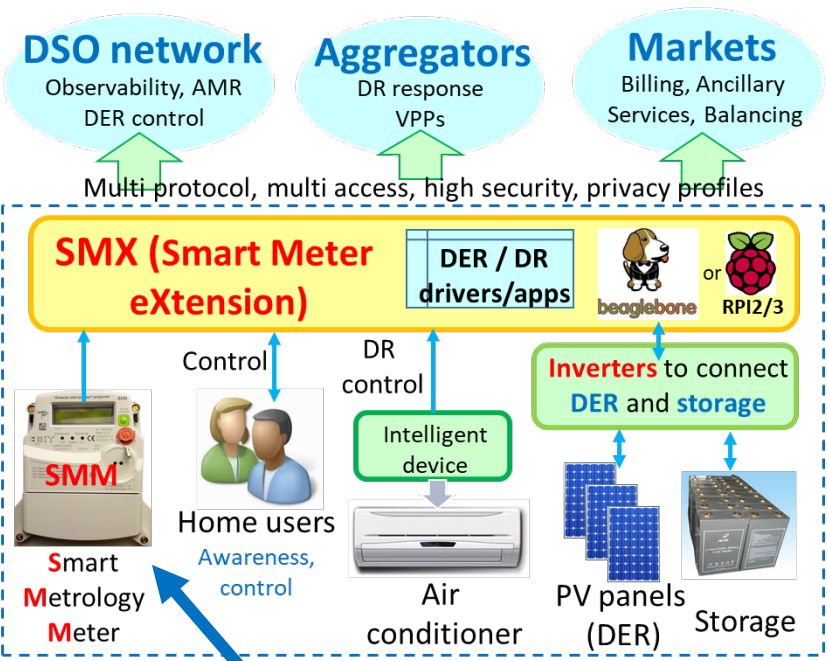 DSO network
Observability, AMR
DER control
Aggregators
DR response
VPPs
Markets
Billing, Ancillary
Services, Balancing
Multi protocol, multi access, high security, privacy profiles
SMX (Smart Meter
eXtension)
DER / DR
drivers/apps
beaglebone
or
RPI2/3
Control
DR
control
Inverters to connect
DER and storage
Intelligent
device
SMM
Smart
Metrology
Meter
Home users
Awareness,
control
Air
conditioner
PV panels
(DER)
Storage